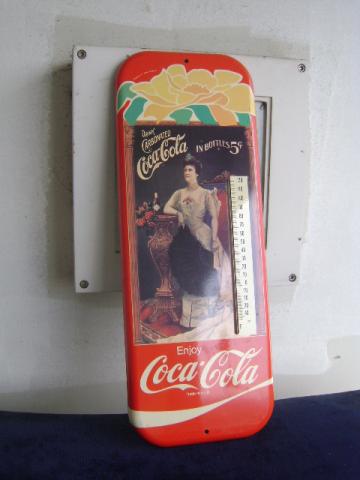 Drink
CARBONATED
Coca-Cola
IN BOTTLES 5¢
Enjoy
Coca-Cola